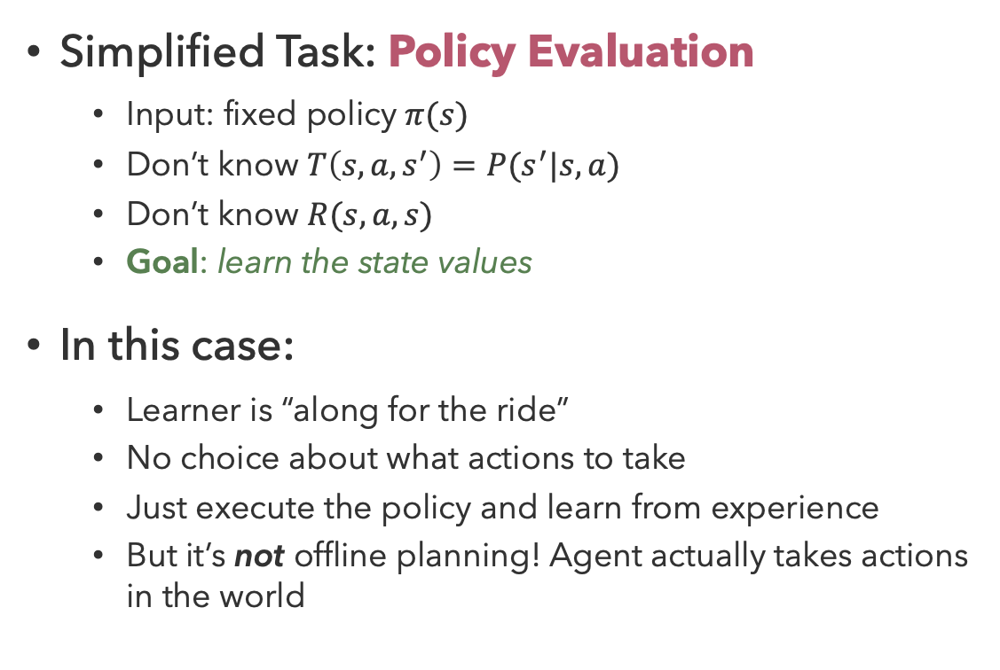 • Simplified Task: Policy Evaluation
• Input: fixed policy π(s)
• Don’t know T(s, a, s′) = P(s′|s, a)
• Don’t know R(s, a, s)
• Goal: learn the state values
• In this case:
• Learner is “along for the ride”
• No choice about what actions to take
• Just execute the policy and learn from experience
• But it’s not offline planning! Agent actually takes actions
in the world